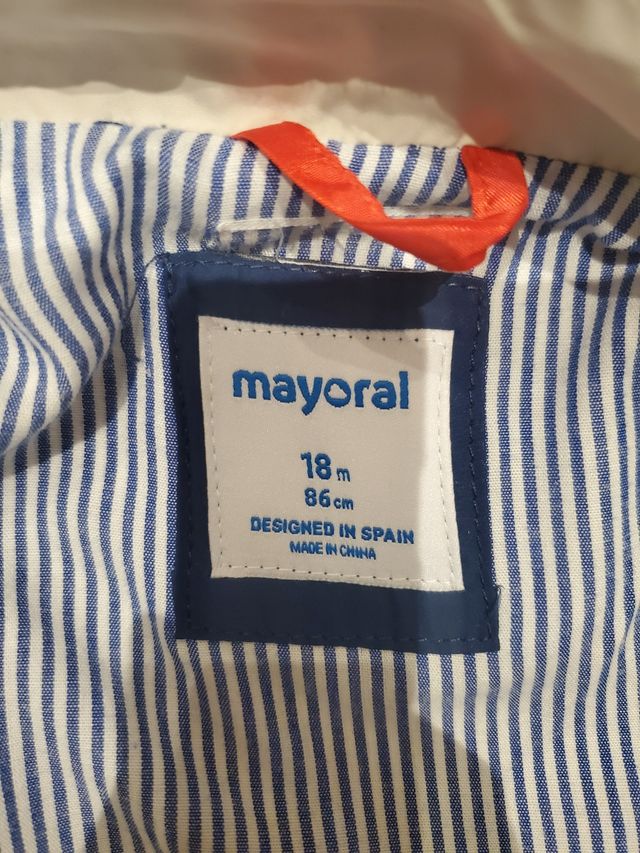 mayoral
18 m
86 cm
DESIGNED IN SPAIN
MADE IN CHINA